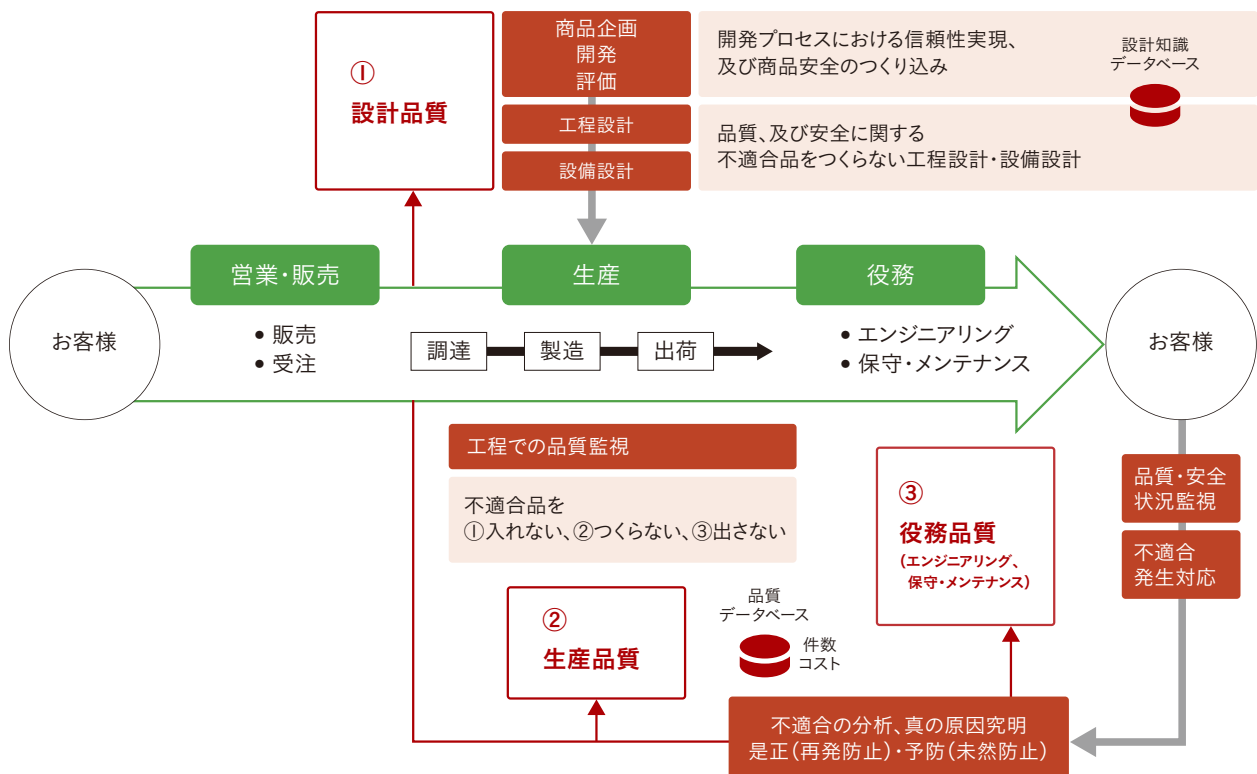 ①
設計品質
商品企画
開発
評価
開発プロセスにおける信頼性実現、
及び商品安全のつくり込み
設計知識
データベース
工程設計
設備設計
品質、及び安全に関する
不適合品をつくらない工程設計・設備設計
お客様
営業・販売
• 販売
• 受注
生産
調達
製造
出荷
役務
• エンジニアリング
• 保守・メンテナンス
お客様
工程での品質監視
不適合品を
①入れない、②つくらない、③出さない
②
生産品質
品質
データベース
件数
コスト
③
役務品質
(エンジニアリング、
保守・メンテナンス)
品質・安全
状況監視
不適合
発生対応
不適合の分析、真の原因究明
是正(再発防止)・予防(未然防止)